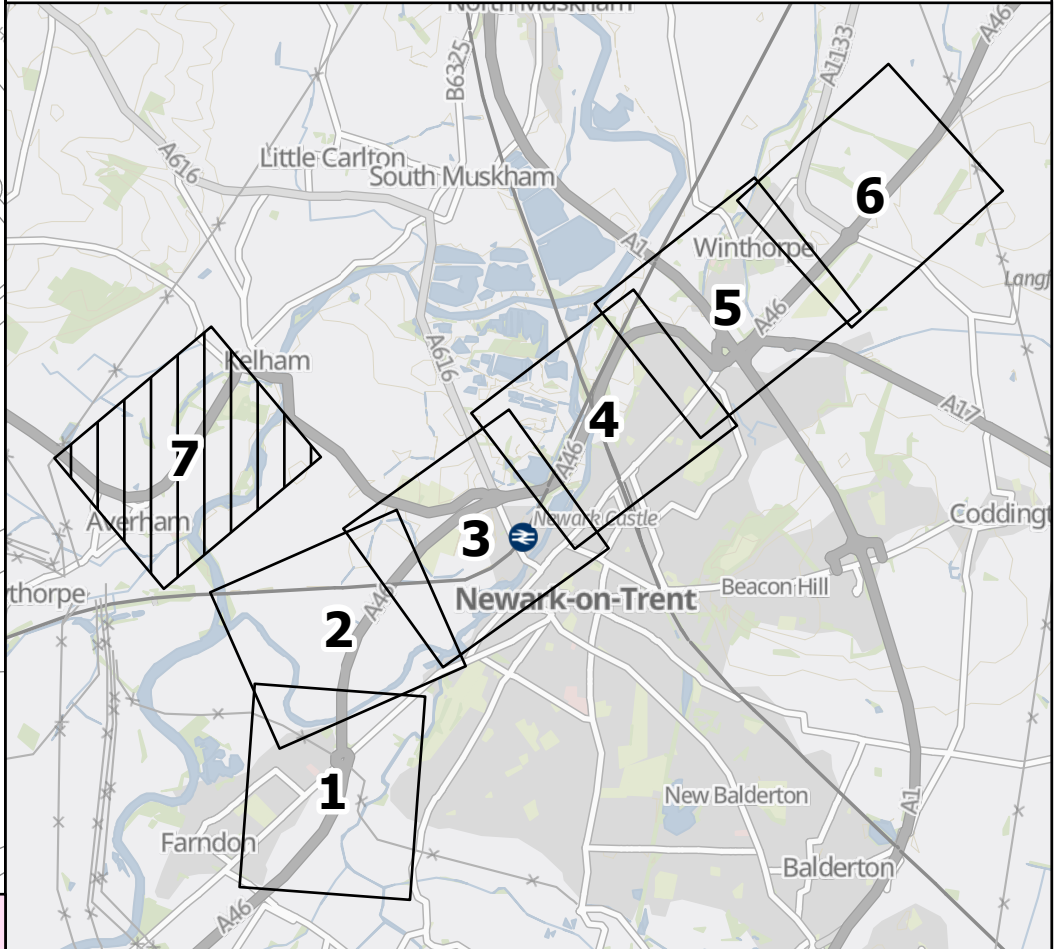 North Muskham
A46
A1133
B6325
A616
Little Carlton
South Muskham
6
A1
Winthorpe
5
A46
Langf
Kelham
A616
4
A17
7
A46
Averham
3
Newark Castle
Coddingt
ythorpe
A46
Newark-on-Trent
Beacon Hill
2
1
New Balderton
A1
Farndon
Balderton
A46